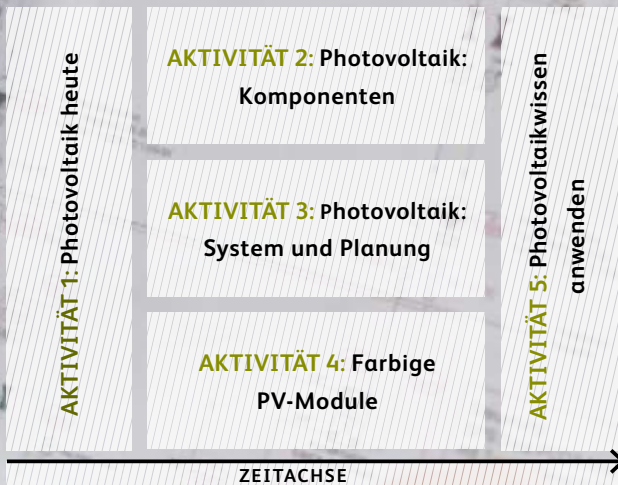 AKTIVITÄT 1: Photovoltaik heute
AKTIVITÄT 2: Photovoltaik:
Komponenten
AKTIVITÄT 3: Photovoltaik:
System und Planung
AKTIVITÄT 4: Farbige
PV-Module
AKTIVITÄT 5: Photovoltaikwissen
anwenden
ZEITACHSE